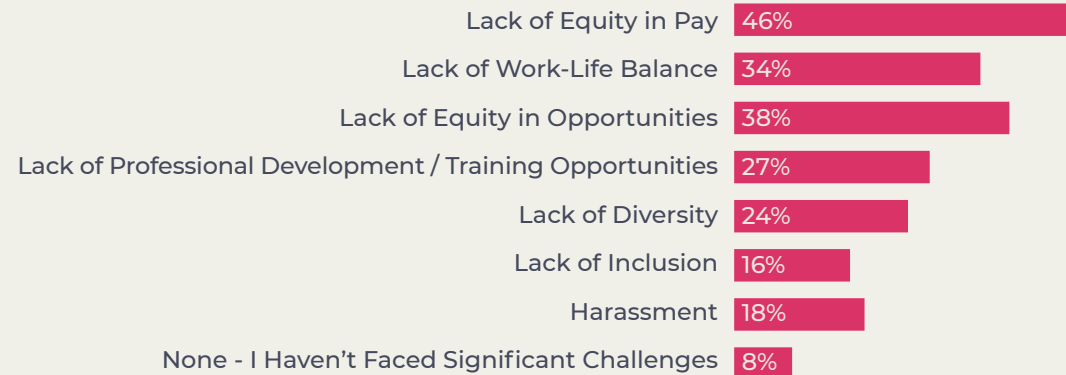 Lack of Equity in Pay 46%
Lack of Work-Life Balance 34%
Lack of Equity in Opportunities 38%
Lack of Professional Development / Training Opportunities 27%
Lack of Diversity 24%
Lack of Inclusion 16%
Harassment 18%
None - I Haven’t Faced Significant Challenges 8%